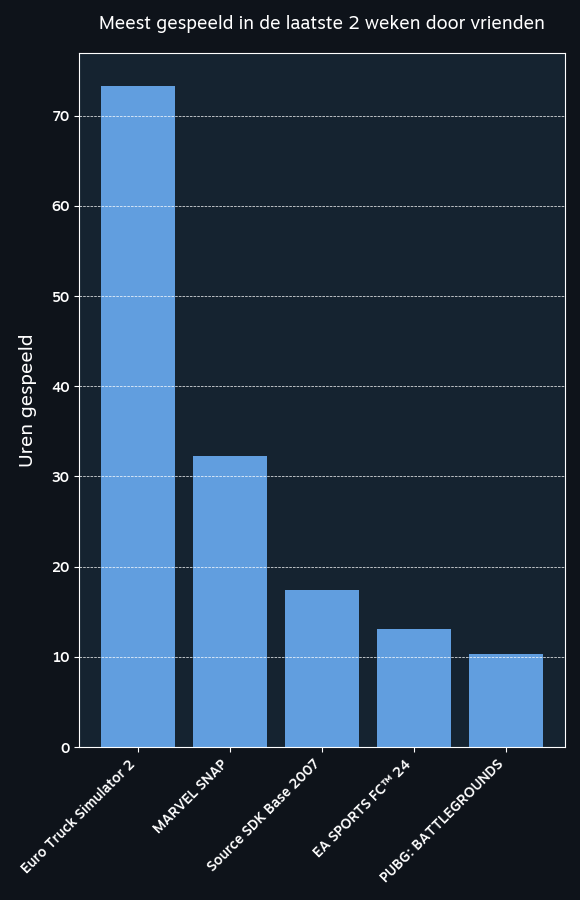 Meest gespeeld in de laatste 2 weken door vrienden
Uren gespeeld
70
60
50
40
30
20
10
0
Euro Truck Simulator 2
MARVEL SNAP
Source SDK Base 2007
EA SPORTS FC™ 24
PUBG: BATTLEGROUNDS